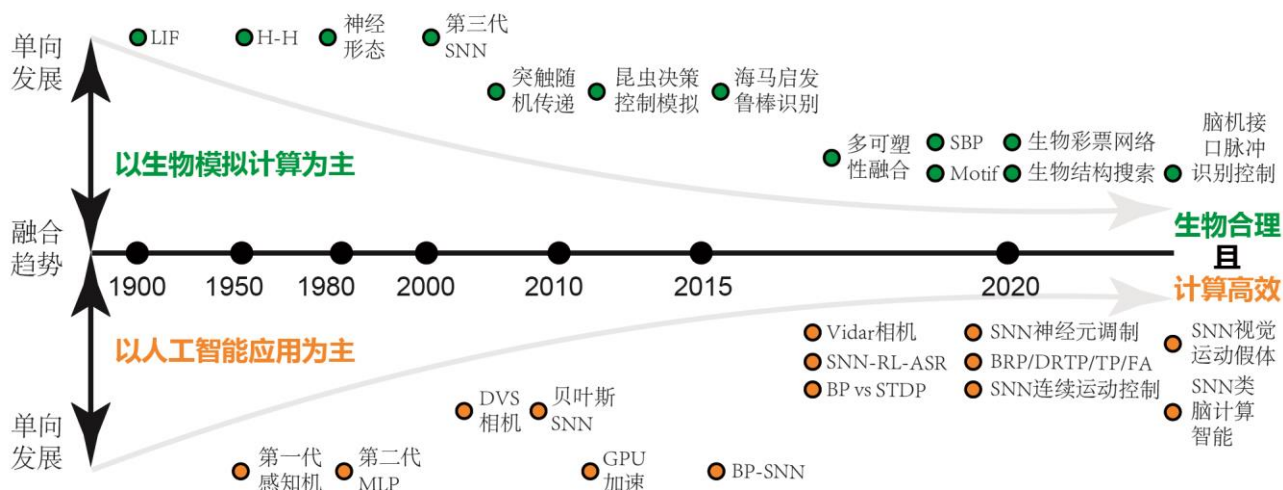 LIF
H-H
神经
形态
第三代
SNN
单向
发展
突触随
机传递
昆虫决策
控制模拟
海马启发
鲁棒识别
以生物模拟计算为主
多可塑
性融合
SBP
Motif
生物彩票网络
生物结构搜索
脑机接
口脉冲
识别控制
融合
趋势
生物合理
且
计算高效
1900
1950
1980
2000
2010
2015
2020
以人工智能应用为主
Vidar相机
SNN-RL-ASR
BP vs STDP
SNN神经元调制
BRP/DRTP/TP/FA
SNN连续运动控制
SNN视觉
运动假体
SNN类
脑计算
智能
DVS
相机
贝叶斯
SNN
单向
发展
第一代
感知机
第二代
MLP
GPU
加速
BP-SNN